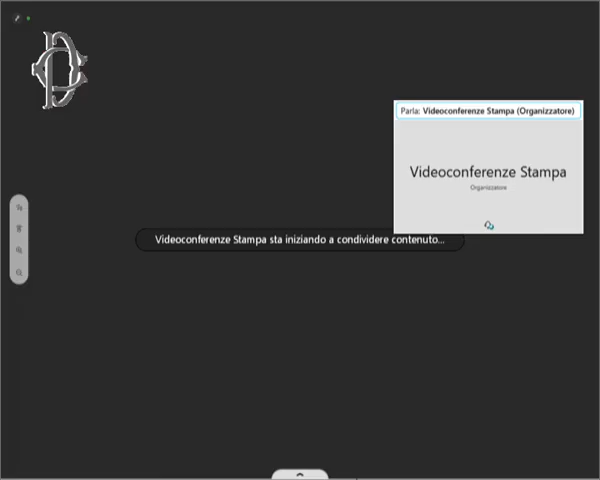 Parla: Videoconferenze Stampa (Organizzatore)
Videoconferenze Stampa
Organizzatore
Videoconferenze Stampa sta iniziando a condividere contenuto...